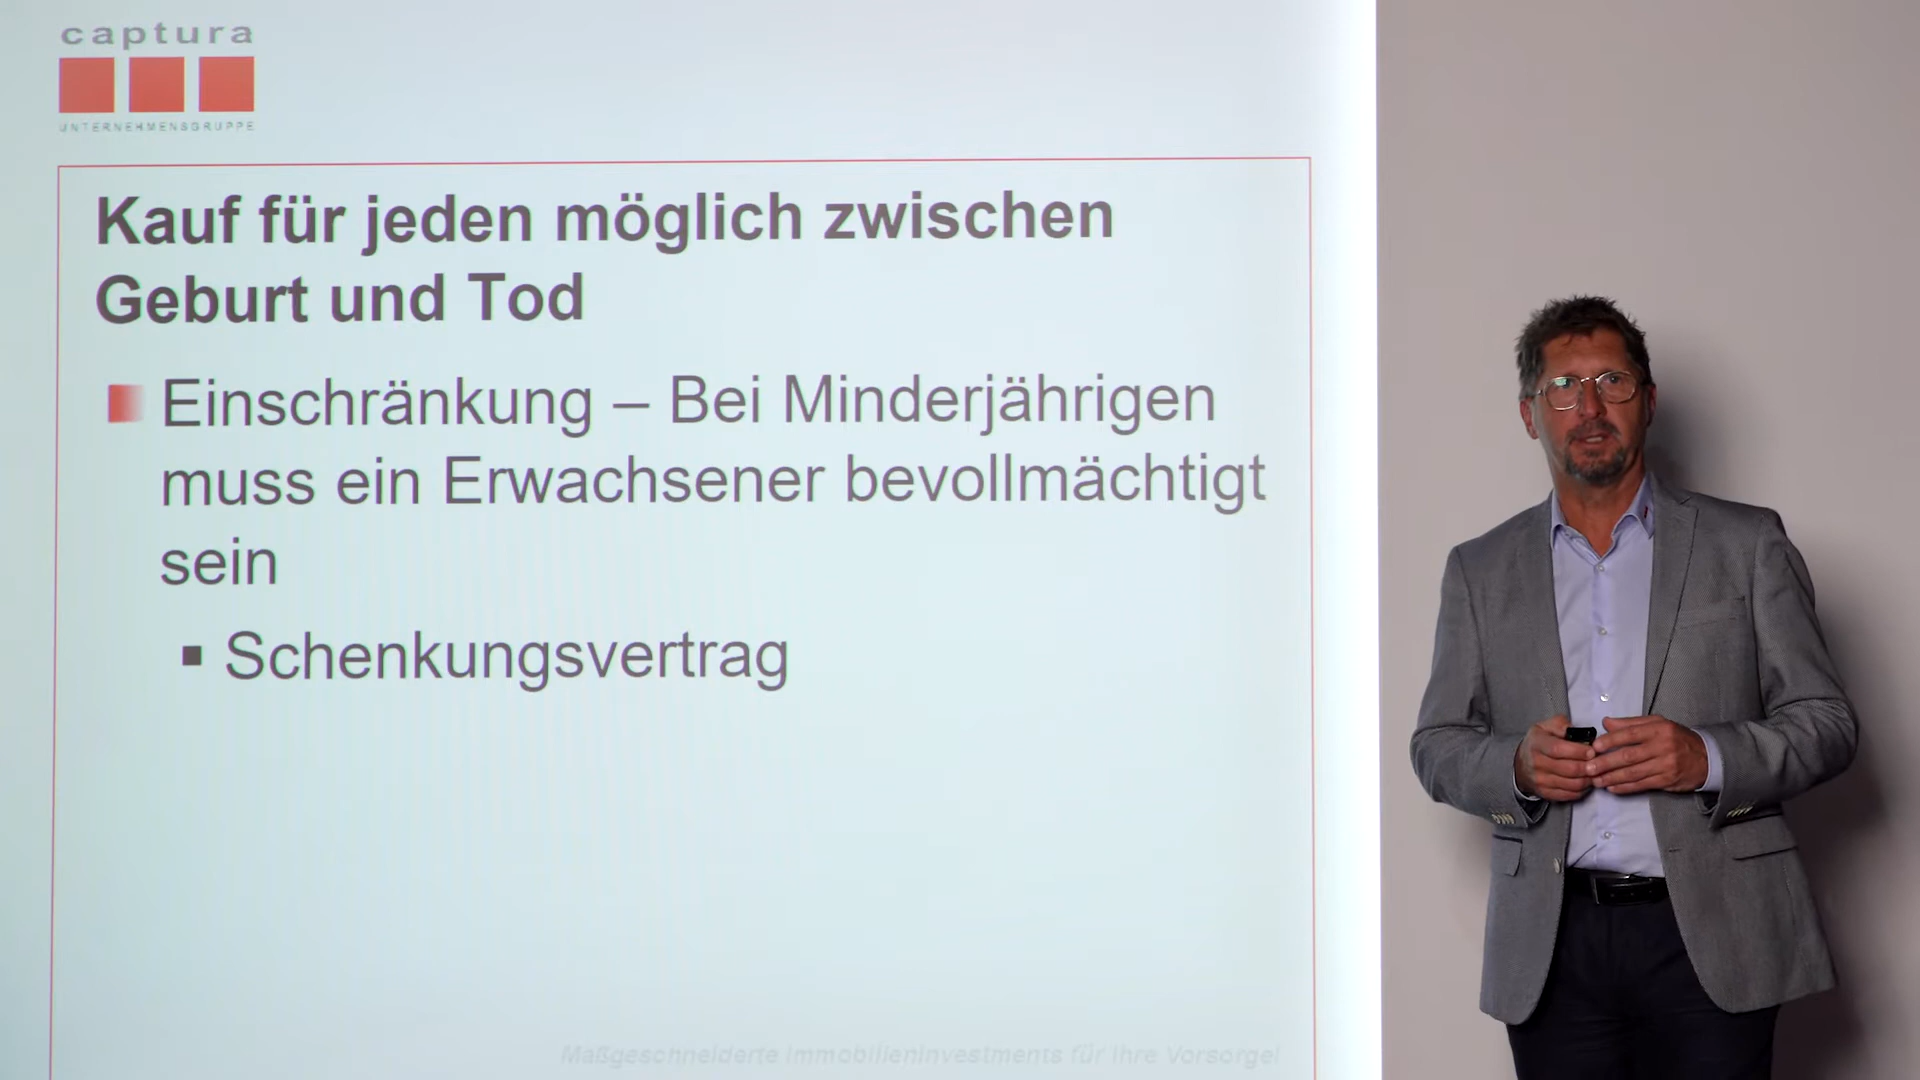 captura
UNTERNEHMENSGRUPPE
Kauf für jeden möglich zwischen
Geburt und Tod
Einschränkung – Bei Minderjährigen
muss ein Erwachsener bevollmächtigt
sein
Schenkungsvertrag
Maßgeschneiderte Immobilieninvestments für Ihre Vorsorge!